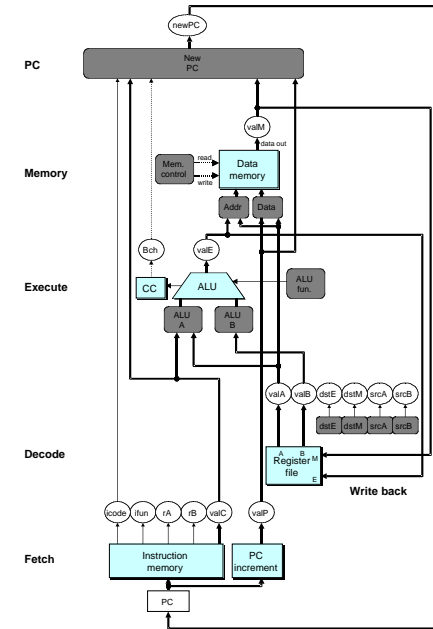 newPC
PC
New
PC
valM
data out
Memory
Mem.
control
read
write
Data
memory
Addr
Data
Bch
valE
Execute
CC
ALU
ALU
fun.
ALU
A
ALU
B
valA
valB
dstE
dstM
srcA
srcB
dstE
dstM
srcA
srcB
Decode
A
B
M
Register
file
E
Write back
icode
ifun
rA
rB
valC
valP
Fetch
Instruction
memory
PC
increment
PC